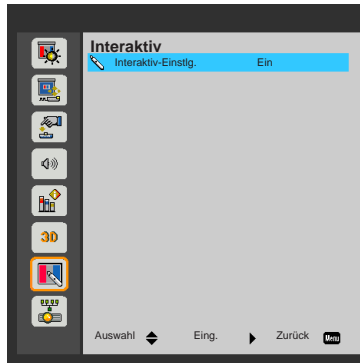 Interaktiv
Interaktiv-Einstlg. Ein
3D
Auswahl Eing. Zurück Menu